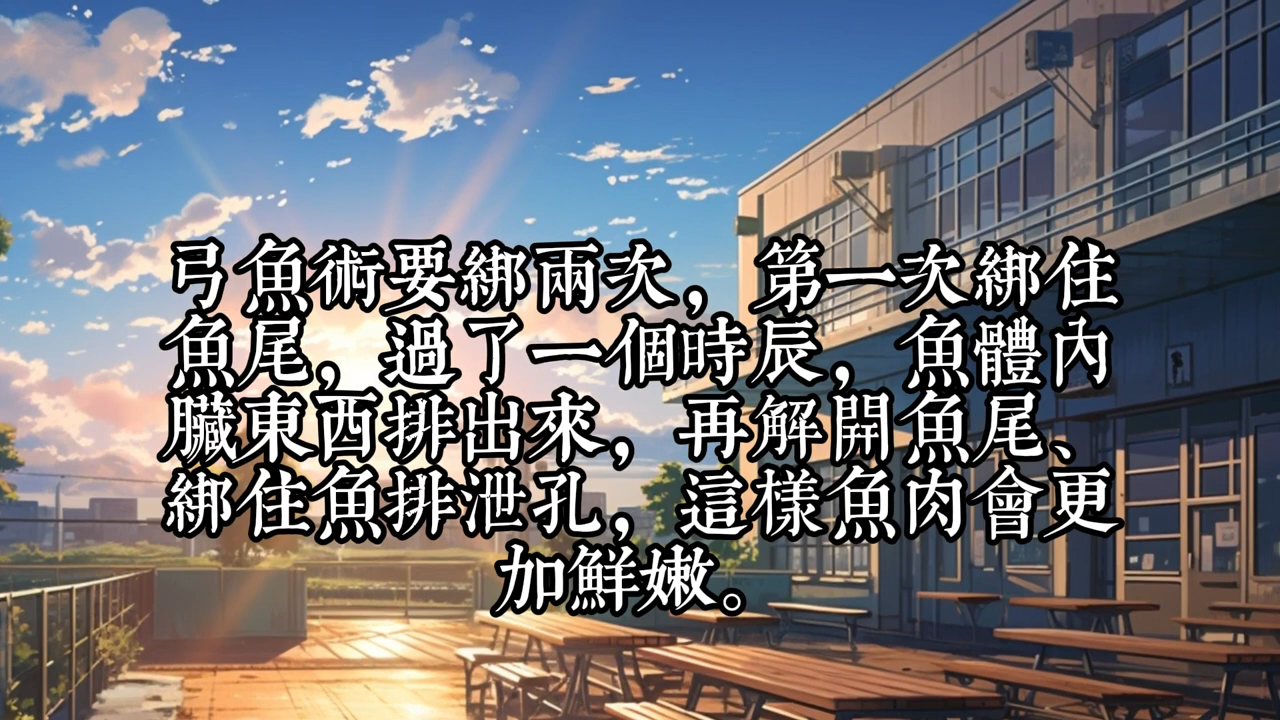 弓魚術要綁兩次，第一次綁住
魚尾，過了一個時辰，魚體內
臟東西排出來，再解開魚尾、
綁住魚排泄孔，這樣魚肉會更
加鮮嫩。